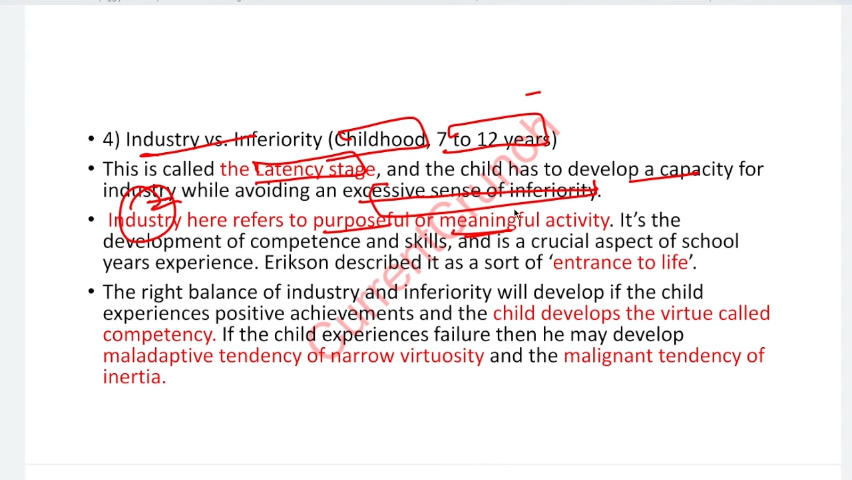 • 4) Industry vs. Inferiority (Childhood, 7 to 12 years)
• This is called the Latency stage, and the child has to develop a capacity for
industry while avoiding an excessive sense of inferiority.
• Industry here refers to purposeful or meaningful activity. It's the
development of competence and skills, and is a crucial aspect of school
years experience. Erikson described it as a sort of 'entrance to life'.
• The right balance of industry and inferiority will develop if the child
experiences positive achievements and the child develops the virtue called
competency. If the child experiences failure then he may develop
maladaptive tendency of narrow virtuosity and the malignant tendency of
inertia.
CurrentCrunch